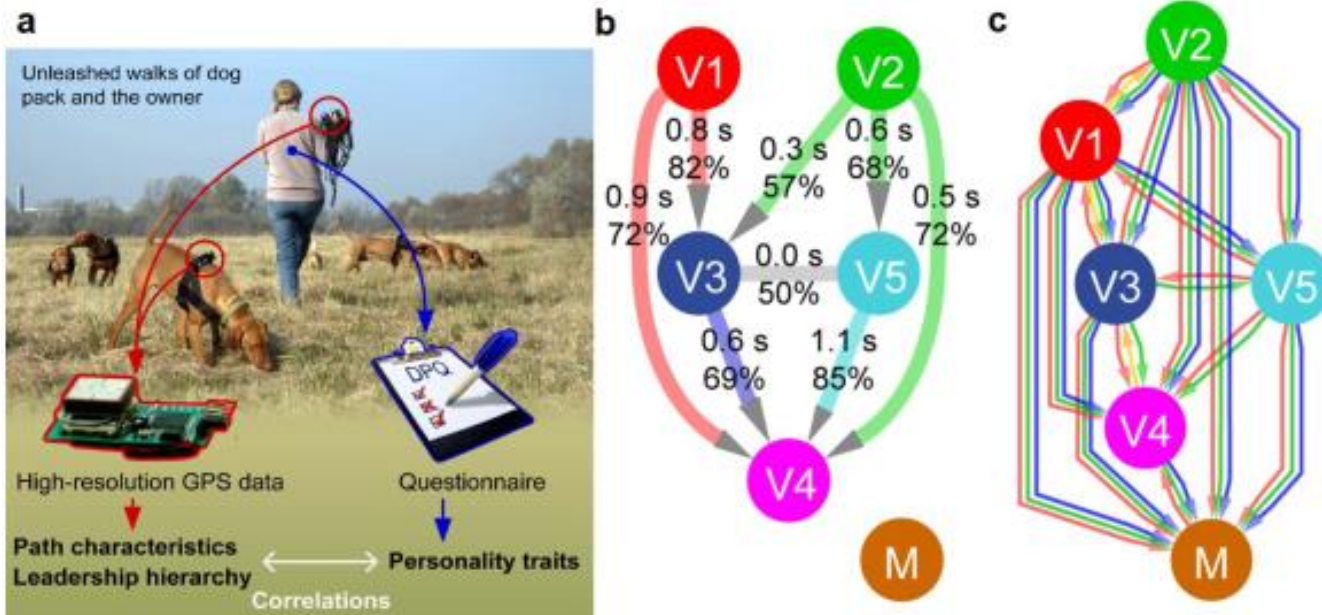 a
Unleashed walks of dog
pack and the owner
DPQ
High-resolution GPS data
Questionnaire
Path characteristics
Leadership hierarchy
Personality traits
Correlations
b
V1
V2
0.8 s
82%
0.3 s
57%
0.6 s
68%
0.9 s
72%
0.5 s
72%
V3
0.0 s
50%
V5
0.6 s
69%
1.1 s
85%
V4
M
c
V2
V1
V3
V5
V4
M